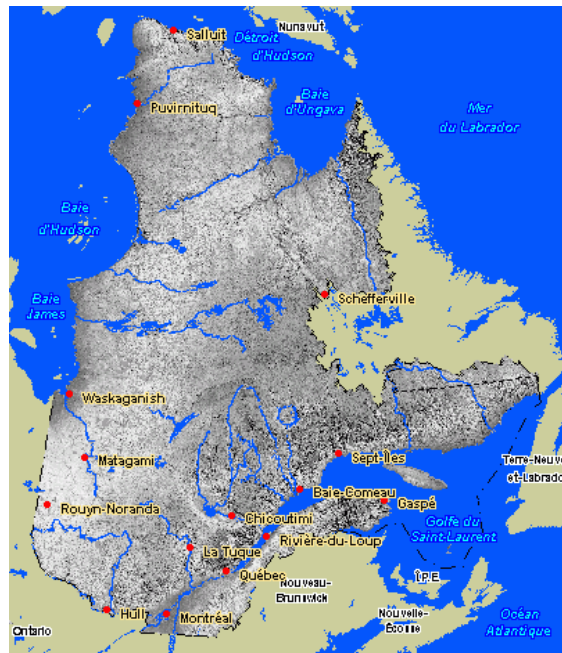 Nunavut
Salluit
Détroit
d'Hudson
Puvirnituq
Baie
d'Ungava
Mer
du Labrador
Baie
d'Hudson
Baie
James
Schefferville
Waskaganish
Matagami
Sept-Îles
Terre-Neuve
et-Labrador
Rouyn-Noranda
Baie-Comeau
Gaspé
Chicoutimi
Golfe du
Saint-Laurent
Rivière-du-Loup
La Tuque
Québec
Î.P.E.
Nouveau-
Brunswick
Hull
Montréal
Nouvelle-
Écosse
Océan
Atlantique
Ontario